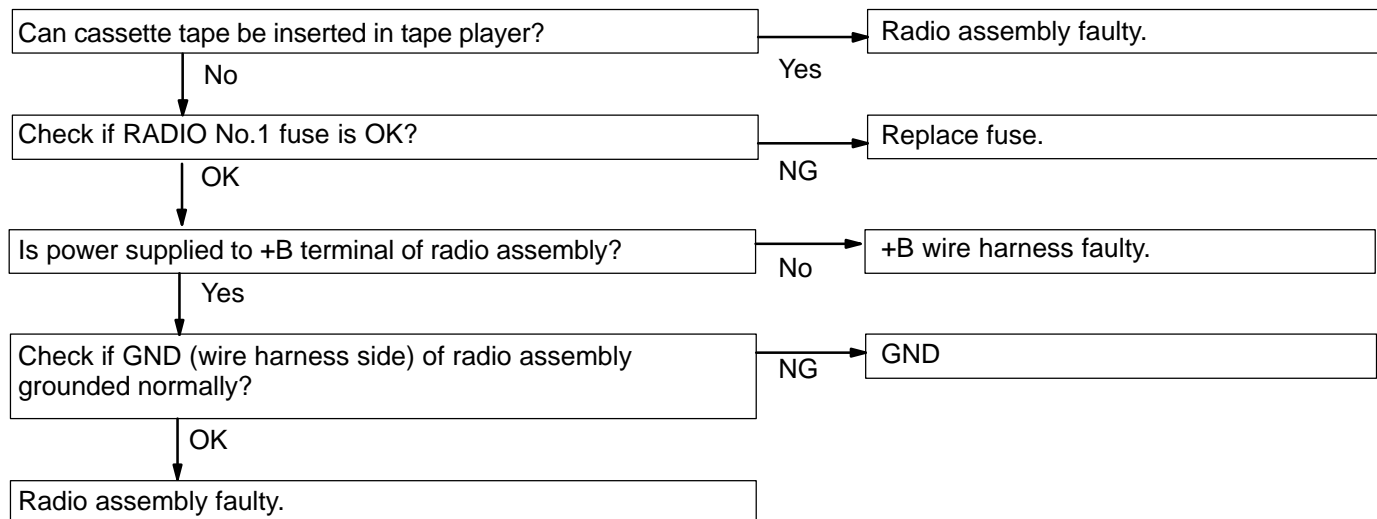 Can cassette tape be inserted in tape player?
Radio assembly faulty.
Yes
No
Check if RADIO No.1 fuse is OK?
Replace fuse.
NG
OK
Is power supplied to +B terminal of radio assembly?
+B wire harness faulty.
No
Yes
Check if GND (wire harness side) of radio assembly
grounded normally?
GND
NG
OK
Radio assembly faulty.